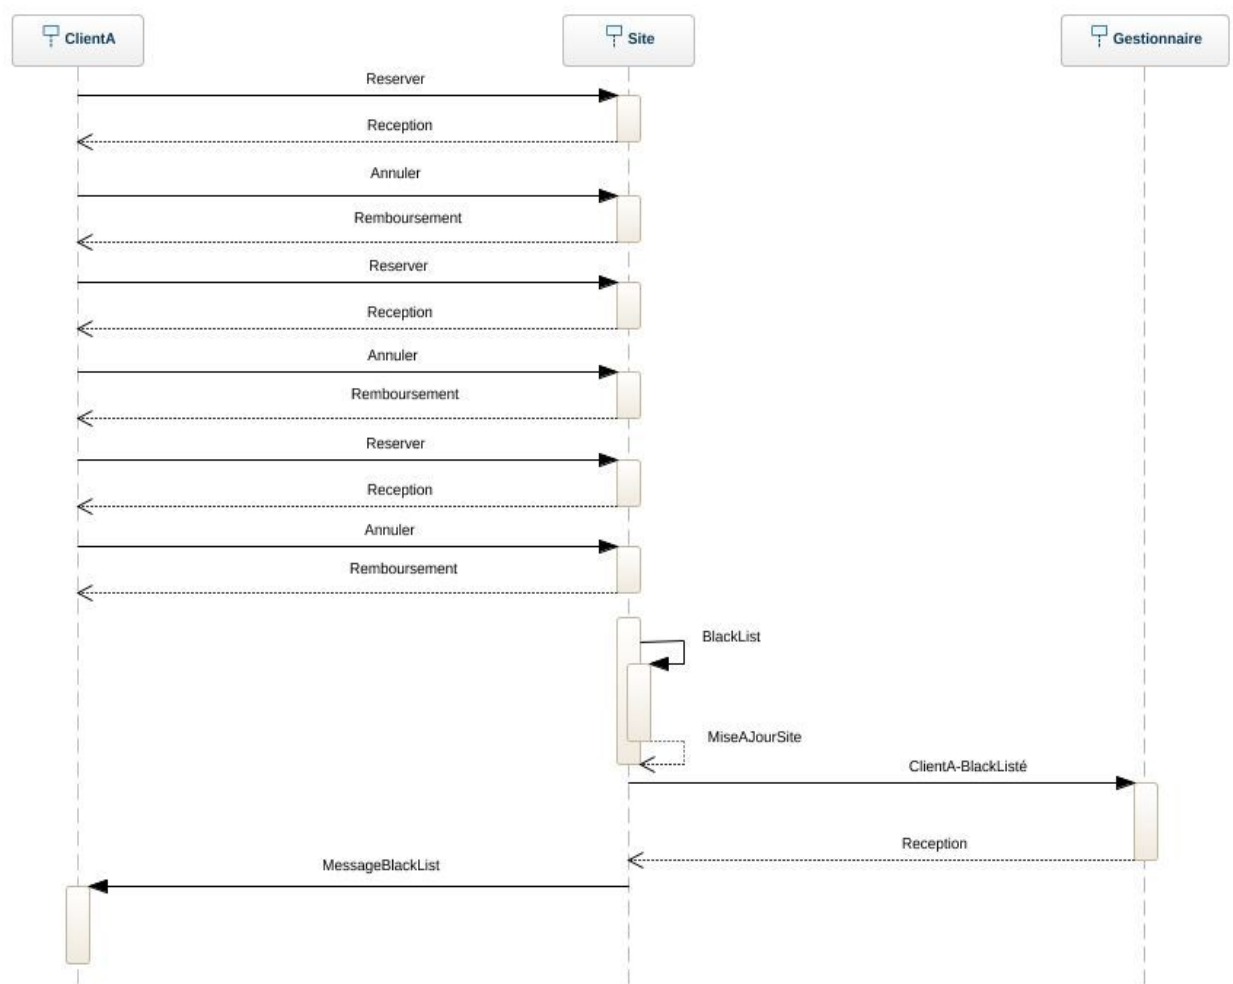 ClientA
Site
Gestionnaire
Reserver
Reception
Annuler
Remboursement
Reserver
Reception
Annuler
Remboursement
Reserver
Reception
Annuler
Remboursement
BlackList
MiseAJourSite
ClientA-BlackListé
Reception
MessageBlackList